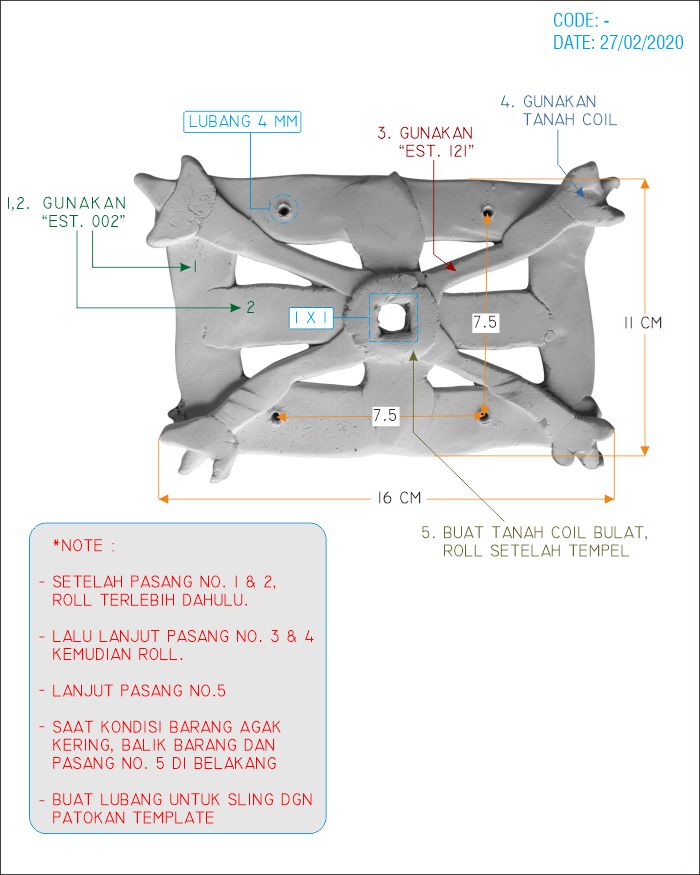 CODE: -
DATE: 27/02/2020
4. GUNAKAN
TANAH COIL
LUBANG 4 MM
3. GUNAKAN
"EST. 121"
1,2. GUNAKAN
"EST. 002"
1
2
1 X 1
7.5
11 CM
7.5
16 CM
5. BUAT TANAH COIL BULAT,
ROLL SETELAH TEMPEL
*NOTE :
- SETELAH PASANG NO. 1 & 2,
ROLL TERLEBIH DAHULU.
- LALU LANJUT PASANG NO. 3 & 4
KEMUDIAN ROLL.
- LANJUT PASANG NO.5
- SAAT KONDISI BARANG AGAK
KERING, BALIK BARANG DAN
PASANG NO. 5 DI BELAKANG
- BUAT LUBANG UNTUK SLING DGN
PATOKAN TEMPLATE